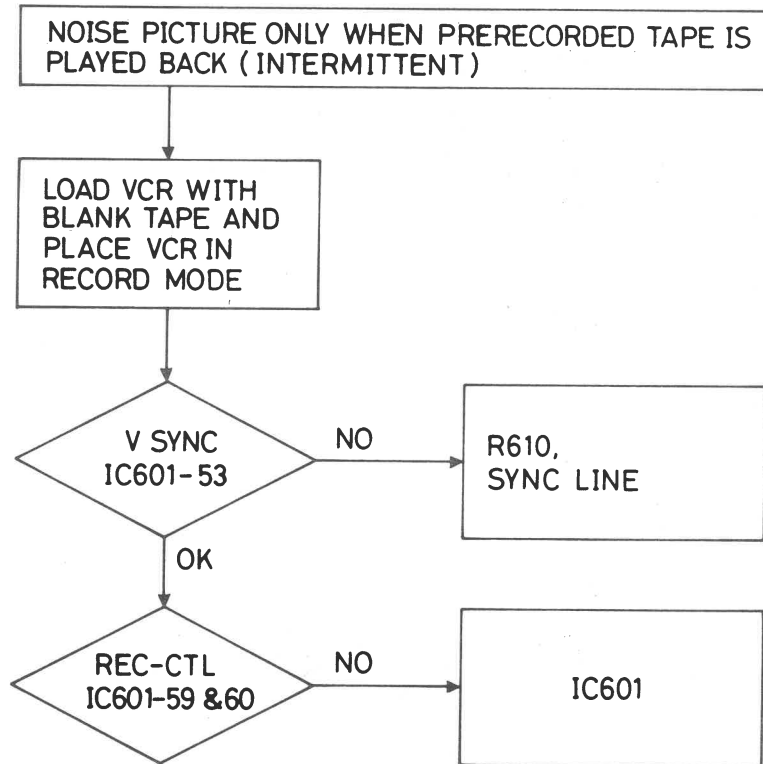 NOISE PICTURE ONLY WHEN PRERECORDED TAPE IS
PLAYED BACK (INTERMITTENT)
LOAD VCR WITH
BLANK TAPE AND
PLACE VCR IN
RECORD MODE
V SYNC
IC601-53
NO
R610,
SYNC LINE
OK
REC-CTL
IC601-59 &60
NO
IC601